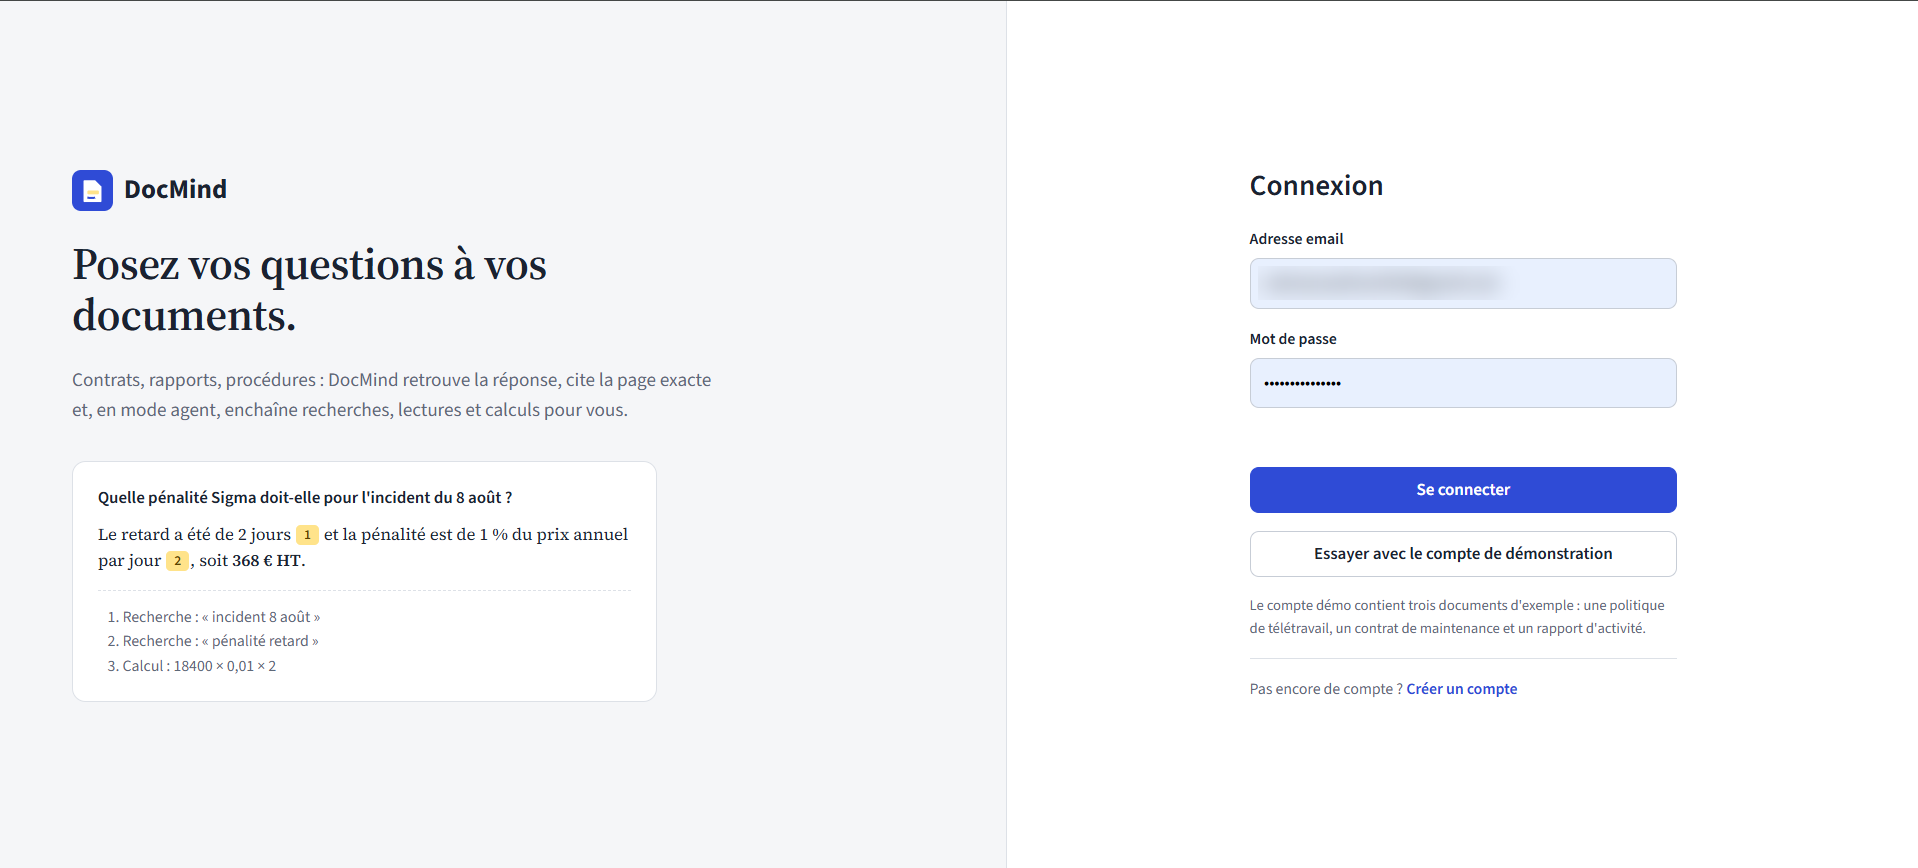 DocMind
Posez vos questions à vos
documents.
Contrats, rapports, procédures : DocMind retrouve la réponse, cite la page exacte
et, en mode agent, enchaîne recherches, lectures et calculs pour vous.
Quelle pénalité Sigma doit-elle pour l'incident du 8 août ?
Le retard a été de 2 jours 1 et la pénalité est de 1 % du prix annuel
par jour 2 , soit 368 € HT.
1. Recherche : « incident 8 août »
2. Recherche : « pénalité retard »
3. Calcul : 18400 × 0,01 × 2
Connexion
Adresse email
Mot de passe
•••••••••••••••
Se connecter
Essayer avec le compte de démonstration
Le compte démo contient trois documents d'exemple : une politique
de télétravail, un contrat de maintenance et un rapport d'activité.
Pas encore de compte ? Créer un compte